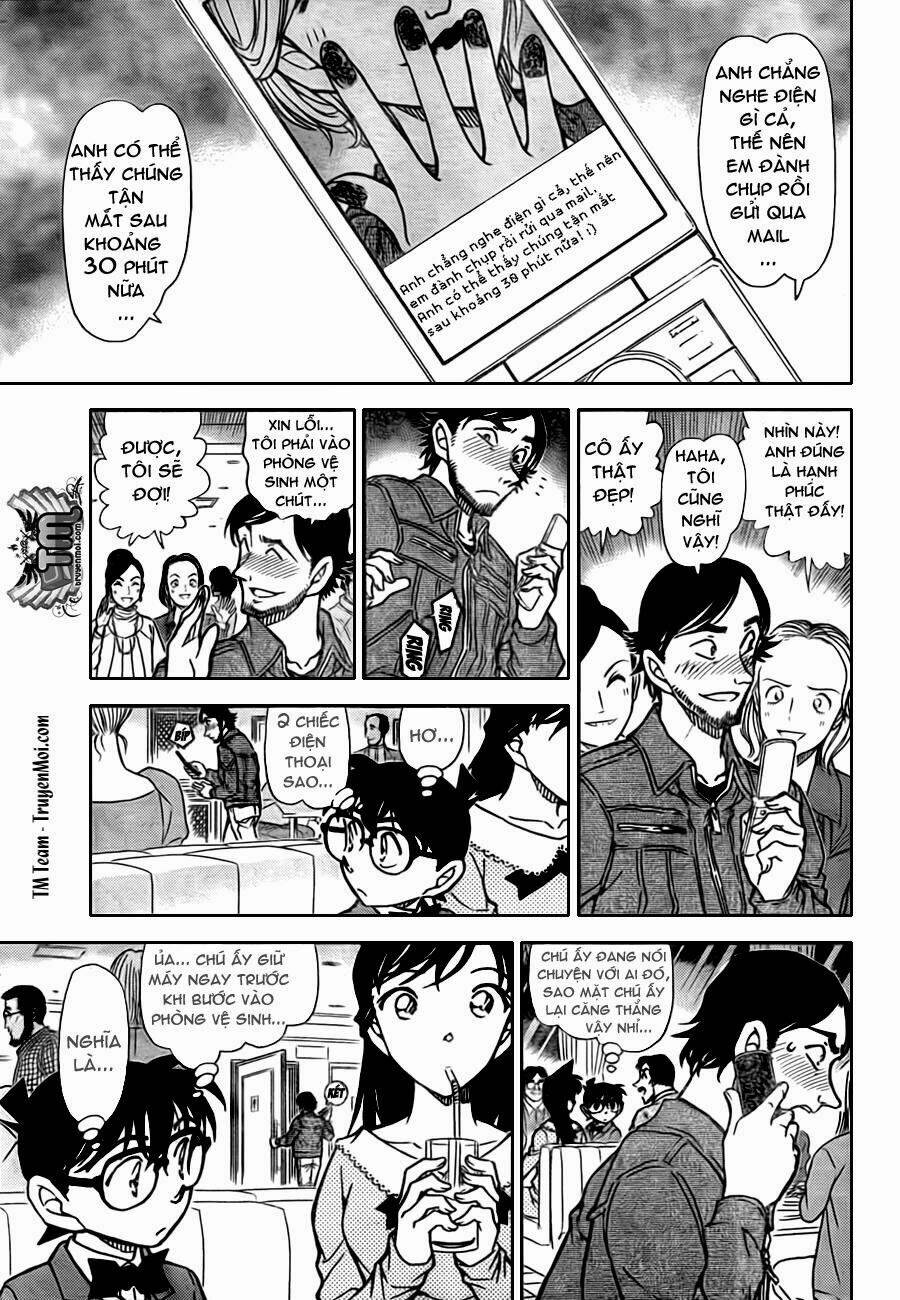 ANH CHẲNG
NGHE ĐIỆN
GÌ CẢ,
THẾ NÊN
EM ĐÀNH
CHỤP RỒI
GỬI QUA
MAIL
...
Anh chẳng nghe điện gì cả, thế nên
em đành chụp rồi rửi qua mail.
Anh có thể thấy chúng tận mắt
sau khoảng 30 phút nữa! :)
ANH CÓ THỂ
THẤY CHÚNG
TẬN
MẮT SAU
KHOẢNG
30 PHÚT
NỮA
...
NHÌN NÀY!
ANH ĐÚNG
LÀ HẠNH
PHÚC
THẬT ĐẤY!
HAHA,
TÔI
CŨNG
NGHĨ
VẬY!
CÔ ẤY
THẬT
ĐẸP!
RING
RING
XIN LỖI...
TÔI PHẢI VÀO
PHÒNG VỆ
SINH MỘT
CHÚT...
ĐƯỢC,
TÔI SẼ
ĐỢI!
TM
truyenmoi.com
HƠ...
2 CHIẾC
ĐIỆN
THOẠI
SAO...
BÍP
TM Team - TruyenMoi.com
CHÚ ẤY ĐANG NÓI
CHUYỆN VỚI AI ĐÓ,
SAO MẶT CHÚ ẤY
LẠI CĂNG THẲNG
VẬY NHỈ...
ỦA... CHÚ ẤY GIỮ
MÁY NGAY TRƯỚC
KHI BƯỚC VÀO
PHÒNG VỆ SINH...
KÉT
NGHĨA
LÀ...